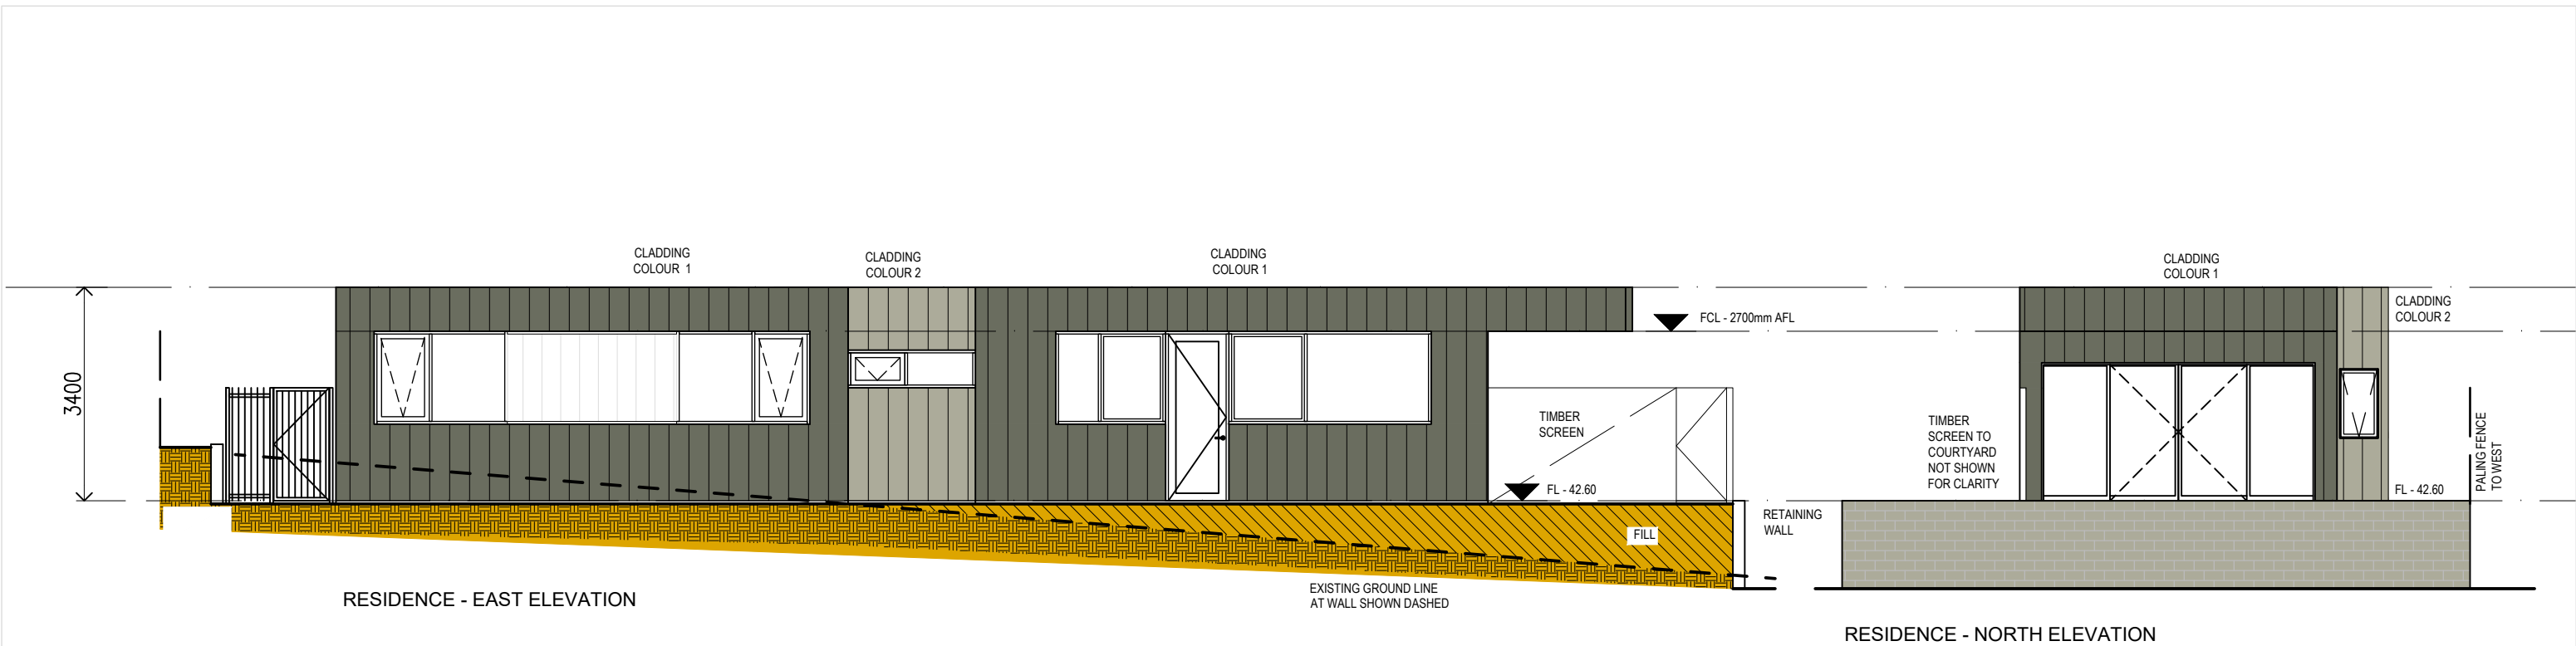 CLADDING
COLOUR 1
CLADDING
COLOUR 2
CLADDING
COLOUR 1
CLADDING
COLOUR 1
CLADDING
COLOUR 2
FCL - 2700mm AFL
3400
TIMBER
SCREEN
FL - 42.60
TIMBER
SCREEN TO
COURTYARD
NOT SHOWN
FOR CLARITY
FL - 42.60
PALING FENCE
TO WEST
RETAINING
WALL
FILL
EXISTING GROUND LINE
AT WALL SHOWN DASHED
RESIDENCE - EAST ELEVATION
RESIDENCE - NORTH ELEVATION